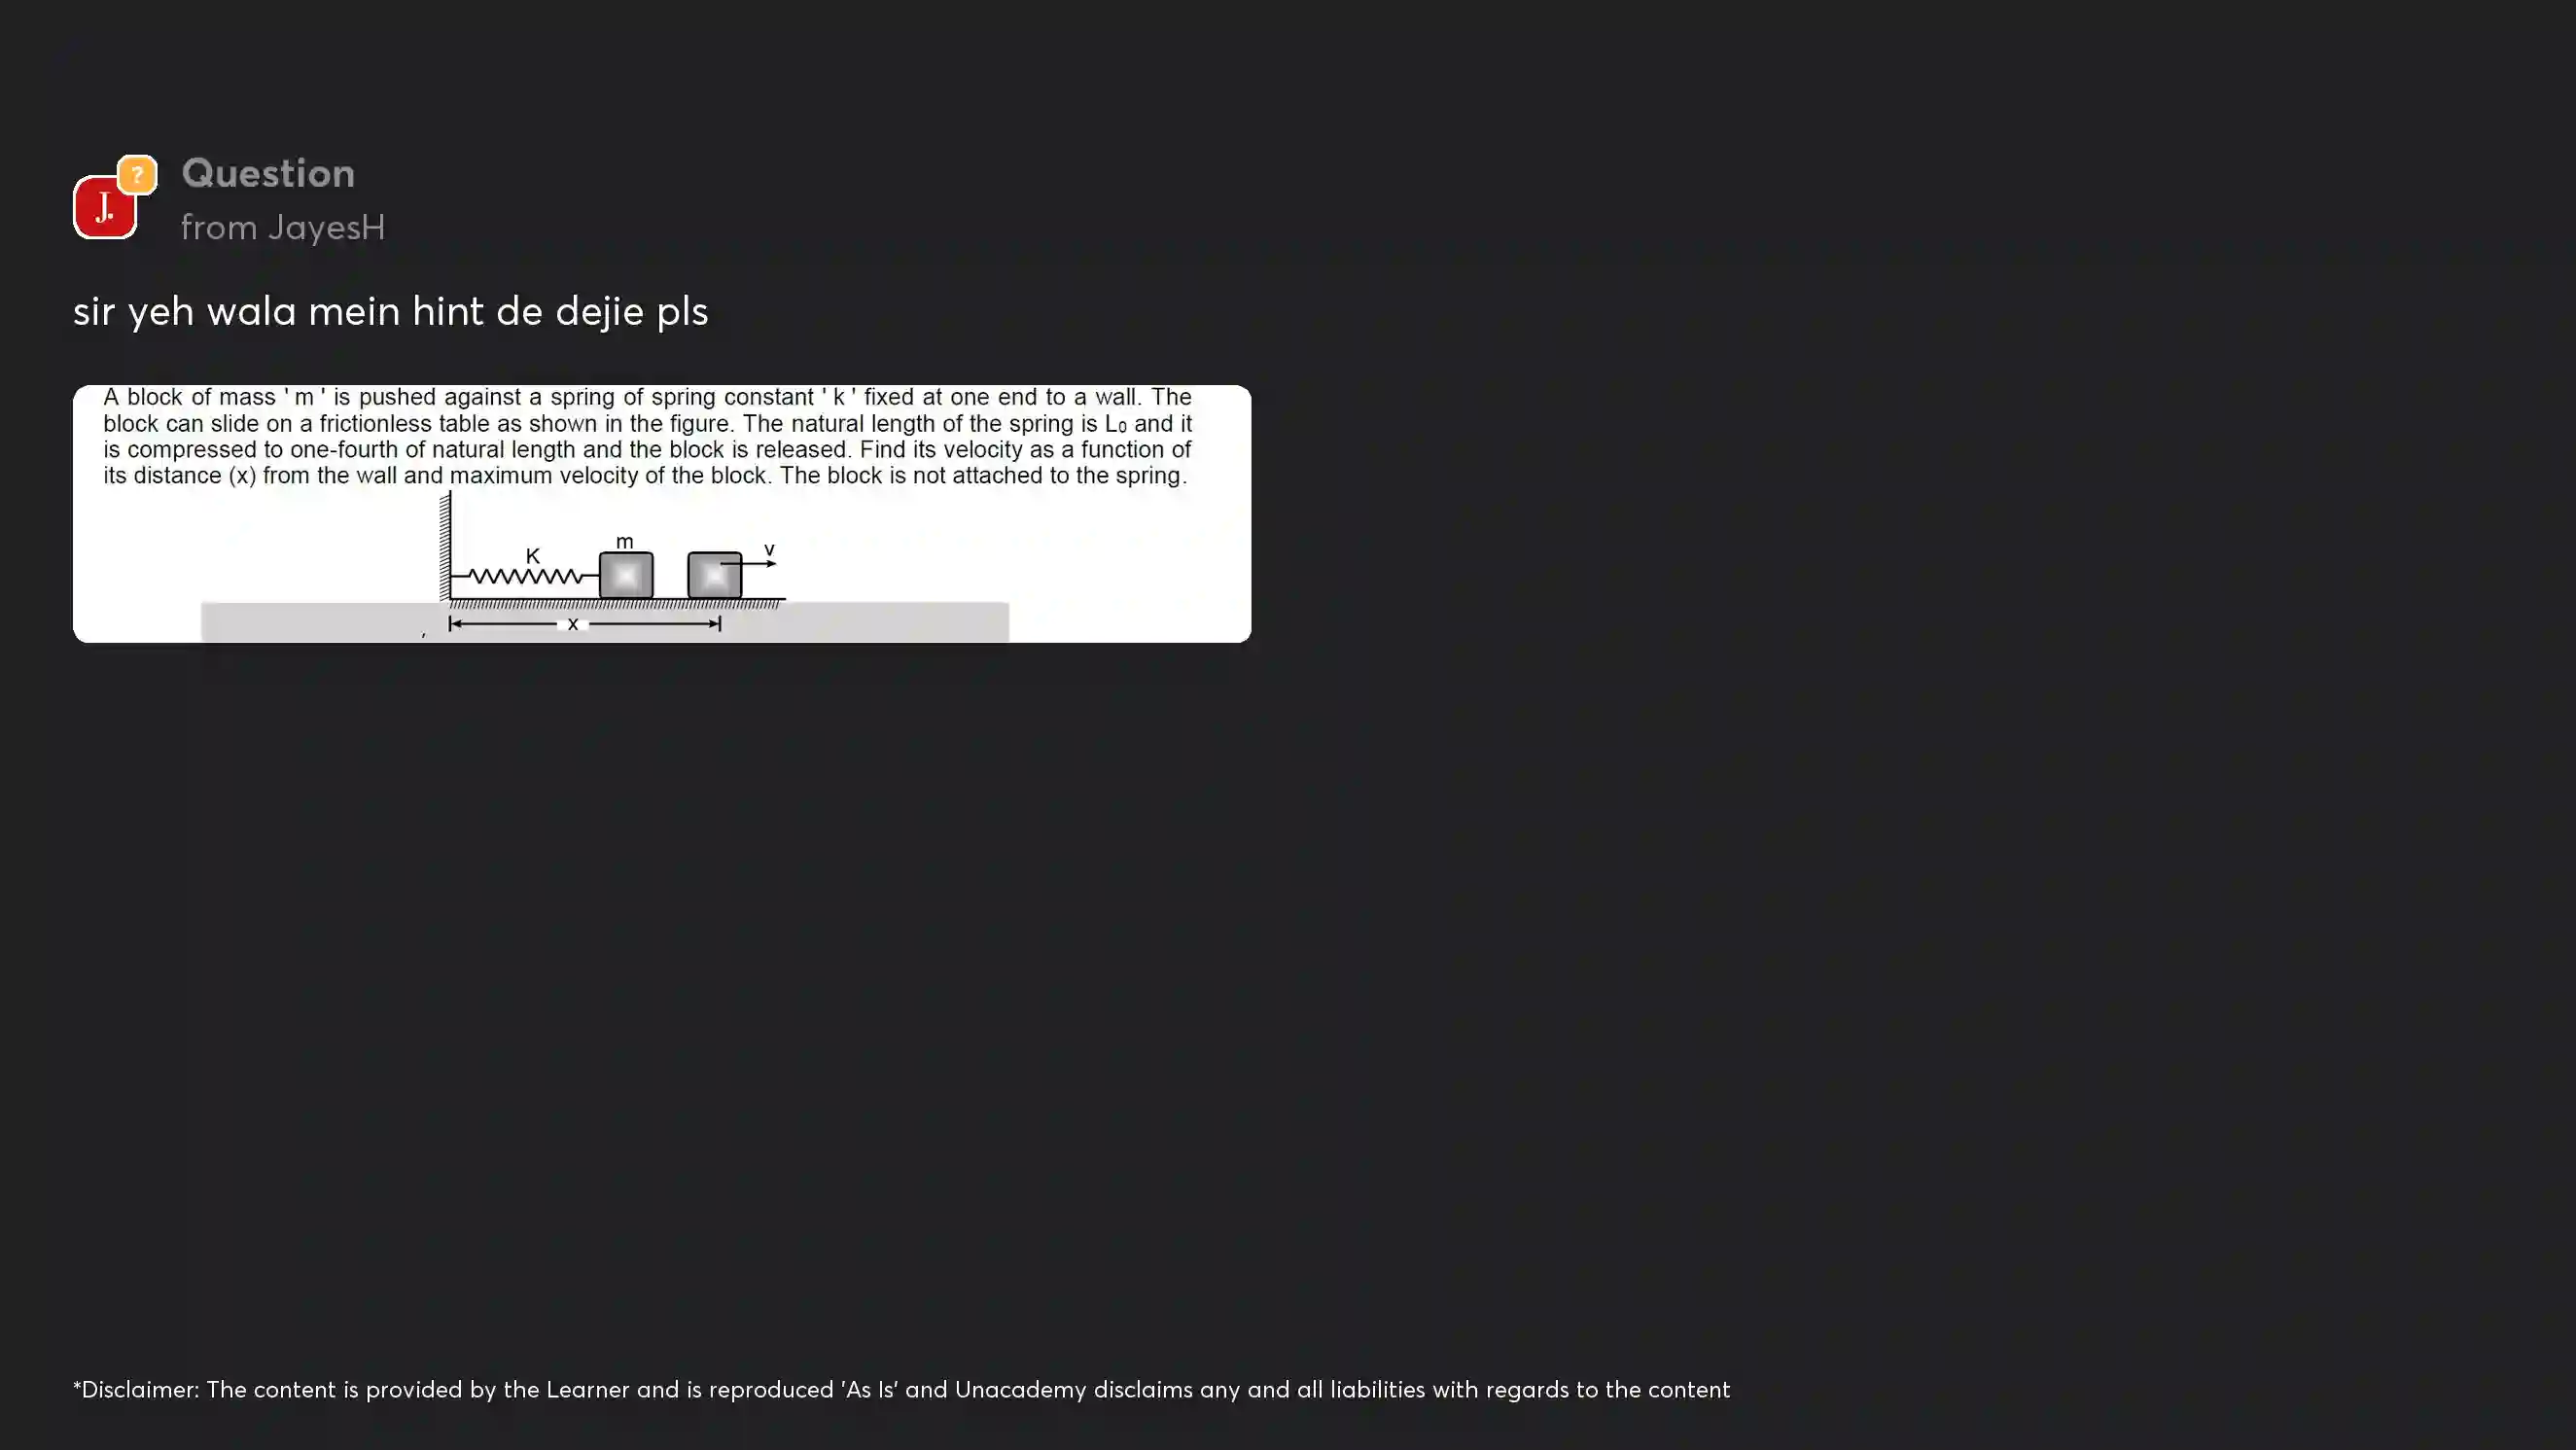 ?
J.
Question
from JayesH
sir yeh wala mein hint de dejie pls
A block of mass ' m ' is pushed against a spring of spring constant ' k ' fixed at one end to a wall. The
block can slide on a frictionless table as shown in the figure. The natural length of the spring is L₀ and it
is compressed to one-fourth of natural length and the block is released. Find its velocity as a function of
its distance (x) from the wall and maximum velocity of the block. The block is not attached to the spring.
K
m
v
x
*Disclaimer: The content is provided by the Learner and is reproduced 'As Is' and Unacademy disclaims any and all liabilities with regards to the content